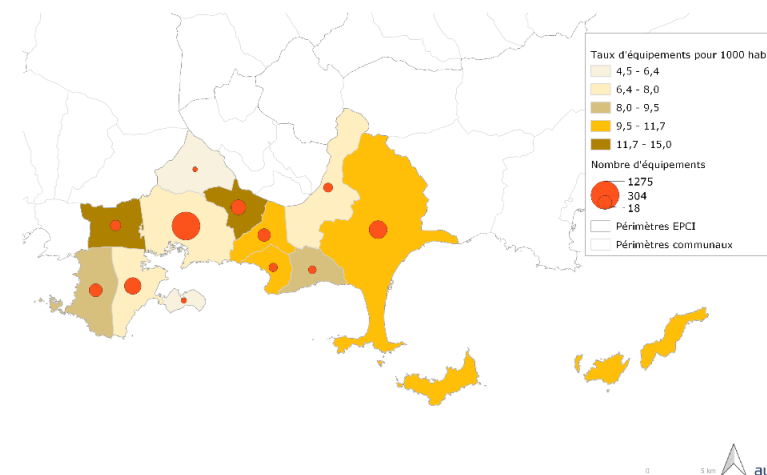 Taux d'équipements pour 1000 hab
4,5 - 6,4
6,4 - 8,0
8,0 - 9,5
9,5 - 11,7
11,7 - 15,0
Nombre d'équipements
1275
304
18
Périmètres EPCI
Périmètres communaux
0 5 km